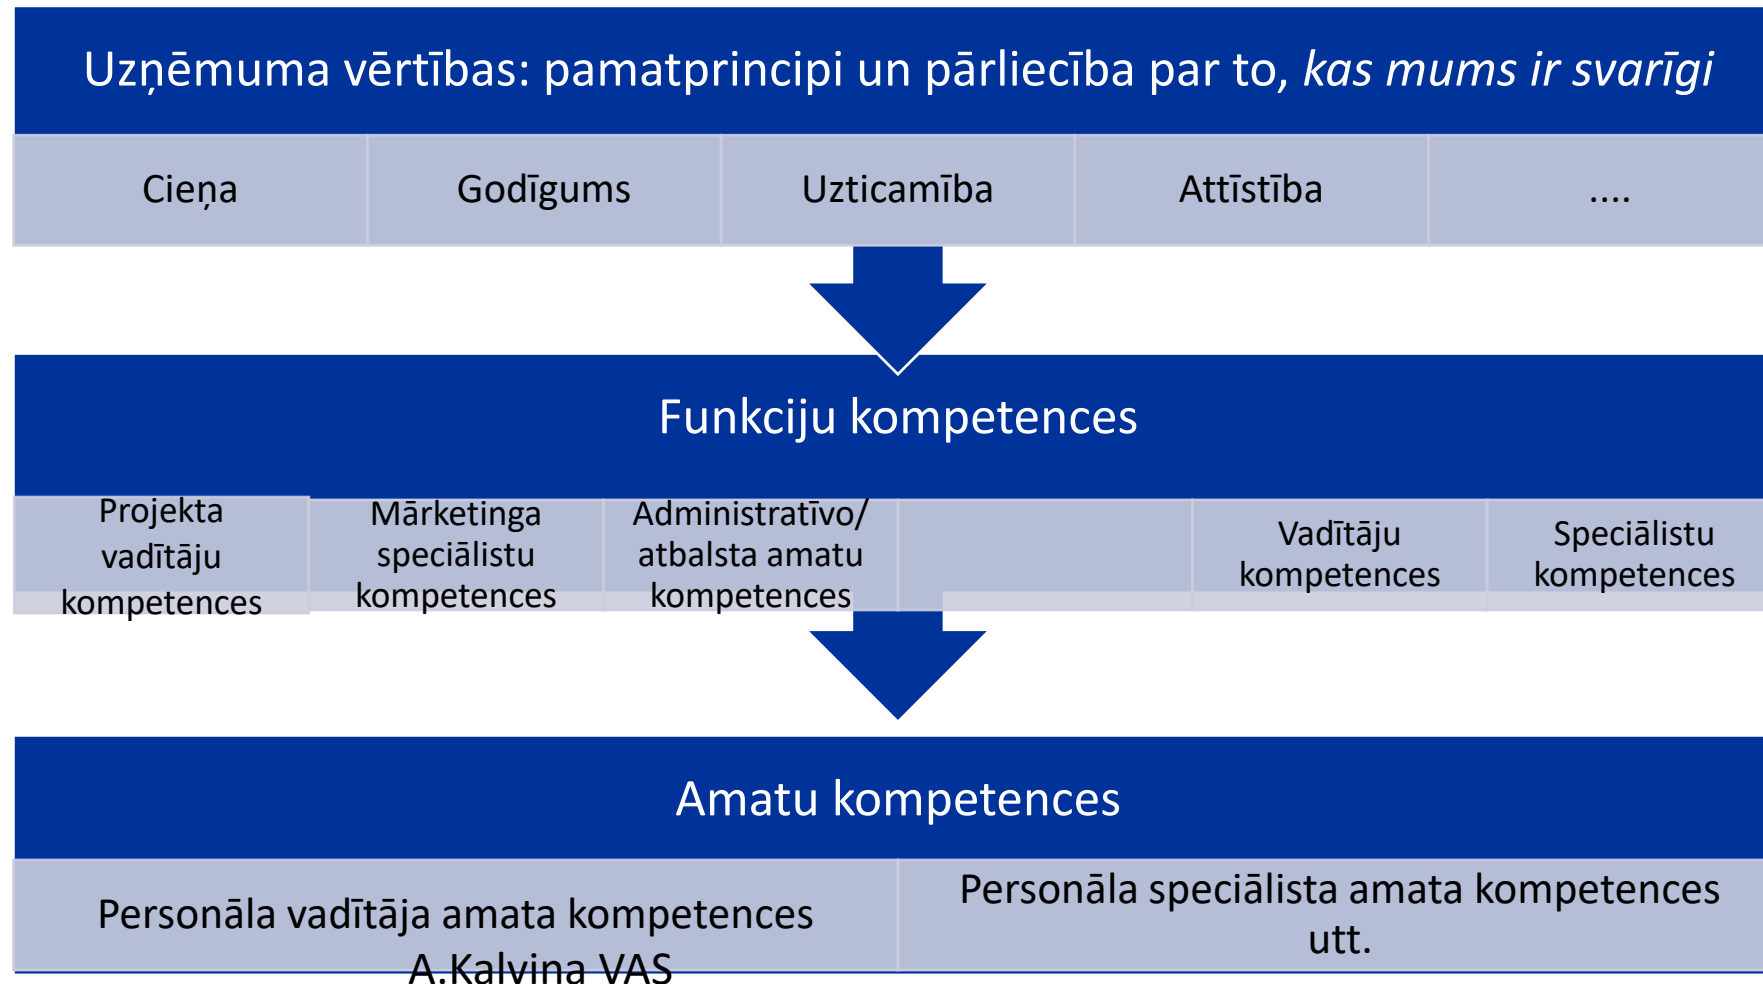 Uzņēmuma vērtības: pamatprincipi un pārliecība par to, kas mums ir svarīgi
Cieņa
Godīgums
Uzticamība
Attīstība
....
Funkciju kompetences
Projekta
vadītāju
kompetences
Mārketinga
speciālistu
kompetences
Administratīvo/
atbalsta amatu
kompetences
Vadītāju
kompetences
Speciālistu
kompetences
Amatu kompetences
Personāla vadītāja amata kompetences
A.Kalviņa VAS
Personāla speciālista amata kompetences
utt.